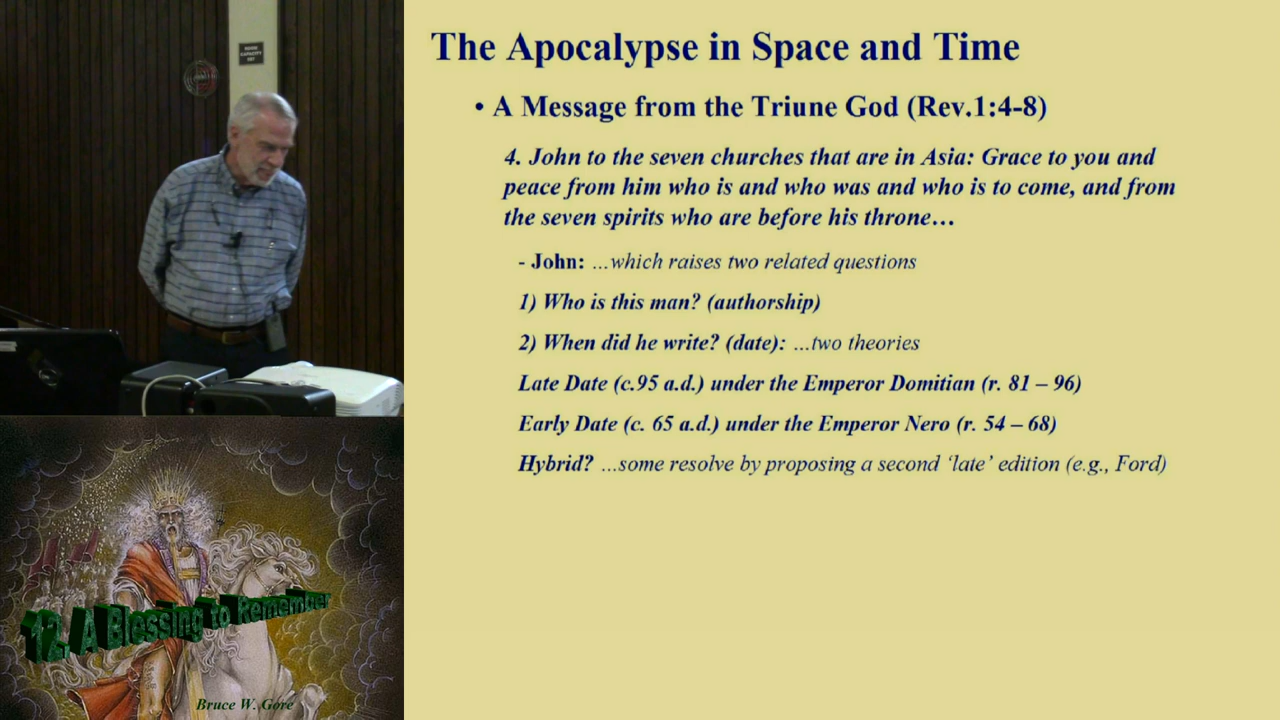 The Apocalypse in Space and Time
• A Message from the Triune God (Rev.1:4-8)
4. John to the seven churches that are in Asia: Grace to you and
peace from him who is and who was and who is to come, and from
the seven spirits who are before his throne…
- John: …which raises two related questions
1) Who is this man? (authorship)
2) When did he write? (date): …two theories
Late Date (c.95 a.d.) under the Emperor Domitian (r. 81 – 96)
Early Date (c. 65 a.d.) under the Emperor Nero (r. 54 – 68)
Hybrid? …some resolve by proposing a second ‘late’ edition (e.g., Ford)
ROOM
CAPACITY
12. A Blessing to Remember
Bruce W. Gore